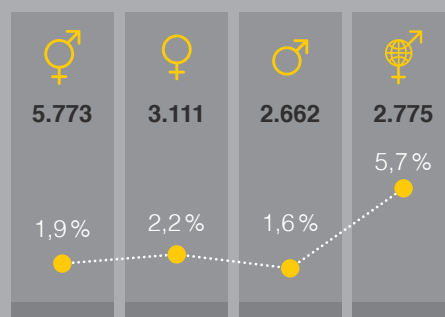 5.773 3.111 2.662 2.775
5,7 %
1,9 % 2,2 % 1,6 %